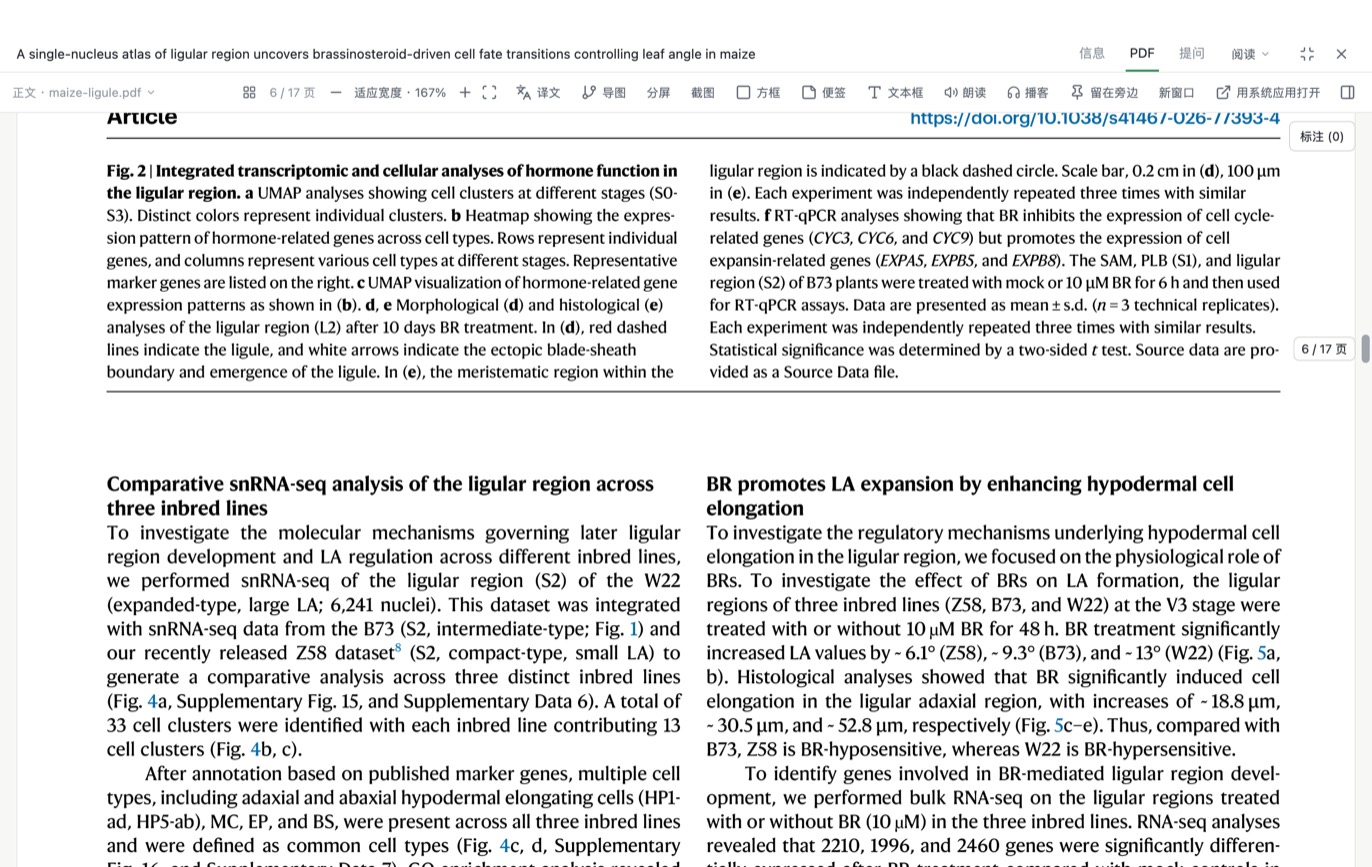 A single-nucleus atlas of ligular region uncovers brassinosteroid-driven cell fate transitions controlling leaf angle in maize
信息 PDF 提问 阅读
正文 · maize-ligule.pdf
6 / 17 页 − 适应宽度 · 167% + 译文 导图 分屏 截图 方框 便签 文本框 朗读 播客 留在旁边 新窗口 用系统应用打开
Article
https://doi.org/10.1038/s41467-026-77393-4
标注 (0)
Fig. 2 | Integrated transcriptomic and cellular analyses of hormone function in
the ligular region. a UMAP analyses showing cell clusters at different stages (S0-
S3). Distinct colors represent individual clusters. b Heatmap showing the expres-
sion pattern of hormone-related genes across cell types. Rows represent individual
genes, and columns represent various cell types at different stages. Representative
marker genes are listed on the right. c UMAP visualization of hormone-related gene
expression patterns as shown in (b). d, e Morphological (d) and histological (e)
analyses of the ligular region (L2) after 10 days BR treatment. In (d), red dashed
lines indicate the ligule, and white arrows indicate the ectopic blade-sheath
boundary and emergence of the ligule. In (e), the meristematic region within the
ligular region is indicated by a black dashed circle. Scale bar, 0.2 cm in (d), 100 μm
in (e). Each experiment was independently repeated three times with similar
results. f RT-qPCR analyses showing that BR inhibits the expression of cell cycle-
related genes (CYC3, CYC6, and CYC9) but promotes the expression of cell
expansin-related genes (EXPA5, EXPB5, and EXPB8). The SAM, PLB (S1), and ligular
region (S2) of B73 plants were treated with mock or 10 μM BR for 6 h and then used
for RT-qPCR assays. Data are presented as mean ± s.d. (n = 3 technical replicates).
Each experiment was independently repeated three times with similar results.
Statistical significance was determined by a two-sided t test. Source data are pro-
vided as a Source Data file.
6 / 17 页
Comparative snRNA-seq analysis of the ligular region across
three inbred lines
To investigate the molecular mechanisms governing later ligular
region development and LA regulation across different inbred lines,
we performed snRNA-seq of the ligular region (S2) of the W22
(expanded-type, large LA; 6,241 nuclei). This dataset was integrated
with snRNA-seq data from the B73 (S2, intermediate-type; Fig. 1) and
our recently released Z58 dataset8 (S2, compact-type, small LA) to
generate a comparative analysis across three distinct inbred lines
(Fig. 4a, Supplementary Fig. 15, and Supplementary Data 6). A total of
33 cell clusters were identified with each inbred line contributing 13
cell clusters (Fig. 4b, c).
After annotation based on published marker genes, multiple cell
types, including adaxial and abaxial hypodermal elongating cells (HP1-
ad, HP5-ab), MC, EP, and BS, were present across all three inbred lines
and were defined as common cell types (Fig. 4c, d, Supplementary
BR promotes LA expansion by enhancing hypodermal cell
elongation
To investigate the regulatory mechanisms underlying hypodermal cell
elongation in the ligular region, we focused on the physiological role of
BRs. To investigate the effect of BRs on LA formation, the ligular
regions of three inbred lines (Z58, B73, and W22) at the V3 stage were
treated with or without 10 μM BR for 48 h. BR treatment significantly
increased LA values by ~ 6.1° (Z58), ~ 9.3° (B73), and ~ 13° (W22) (Fig. 5a,
b). Histological analyses showed that BR significantly induced cell
elongation in the ligular adaxial region, with increases of ~ 18.8 μm,
~ 30.5 μm, and ~ 52.8 μm, respectively (Fig. 5c–e). Thus, compared with
B73, Z58 is BR-hyposensitive, whereas W22 is BR-hypersensitive.
To identify genes involved in BR-mediated ligular region devel-
opment, we performed bulk RNA-seq on the ligular regions treated
with or without BR (10 μM) in the three inbred lines. RNA-seq analyses
revealed that 2210, 1996, and 2460 genes were significantly differen-